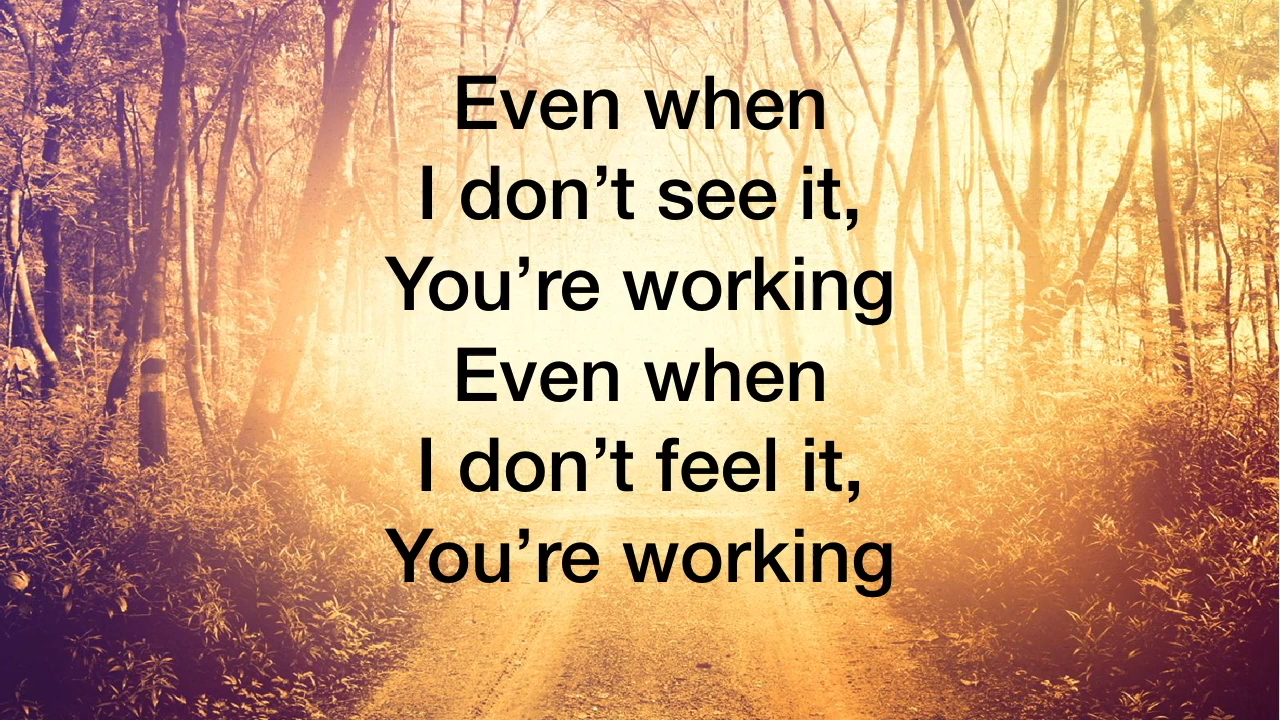 Even when
I don’t see it,
You’re working
Even when
I don’t feel it,
You’re working